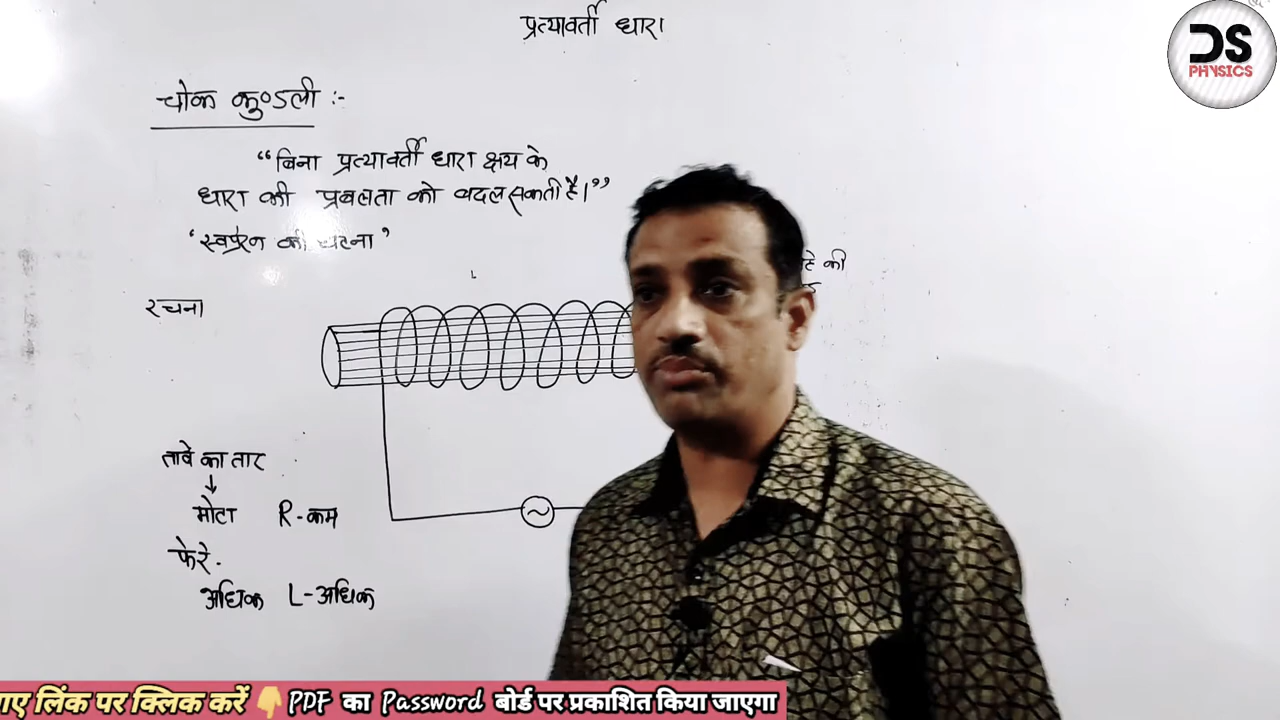 प्रत्यावर्ती धारा
DS
PHYSICS
चोक कुण्डली :-
“बिना प्रत्यावर्ती धारा क्षय के
धारा की प्रबलता को बदल सकती है।”
‘स्वप्रेरन की घटना’
की
रचना
L
तावे का तार
↓
मोटा R-कम
फेरे.
अधिक L-अधिक
~
लिंक पर क्लिक करें 👇 PDF का Password बोर्ड पर प्रकाशित किया जाएगा